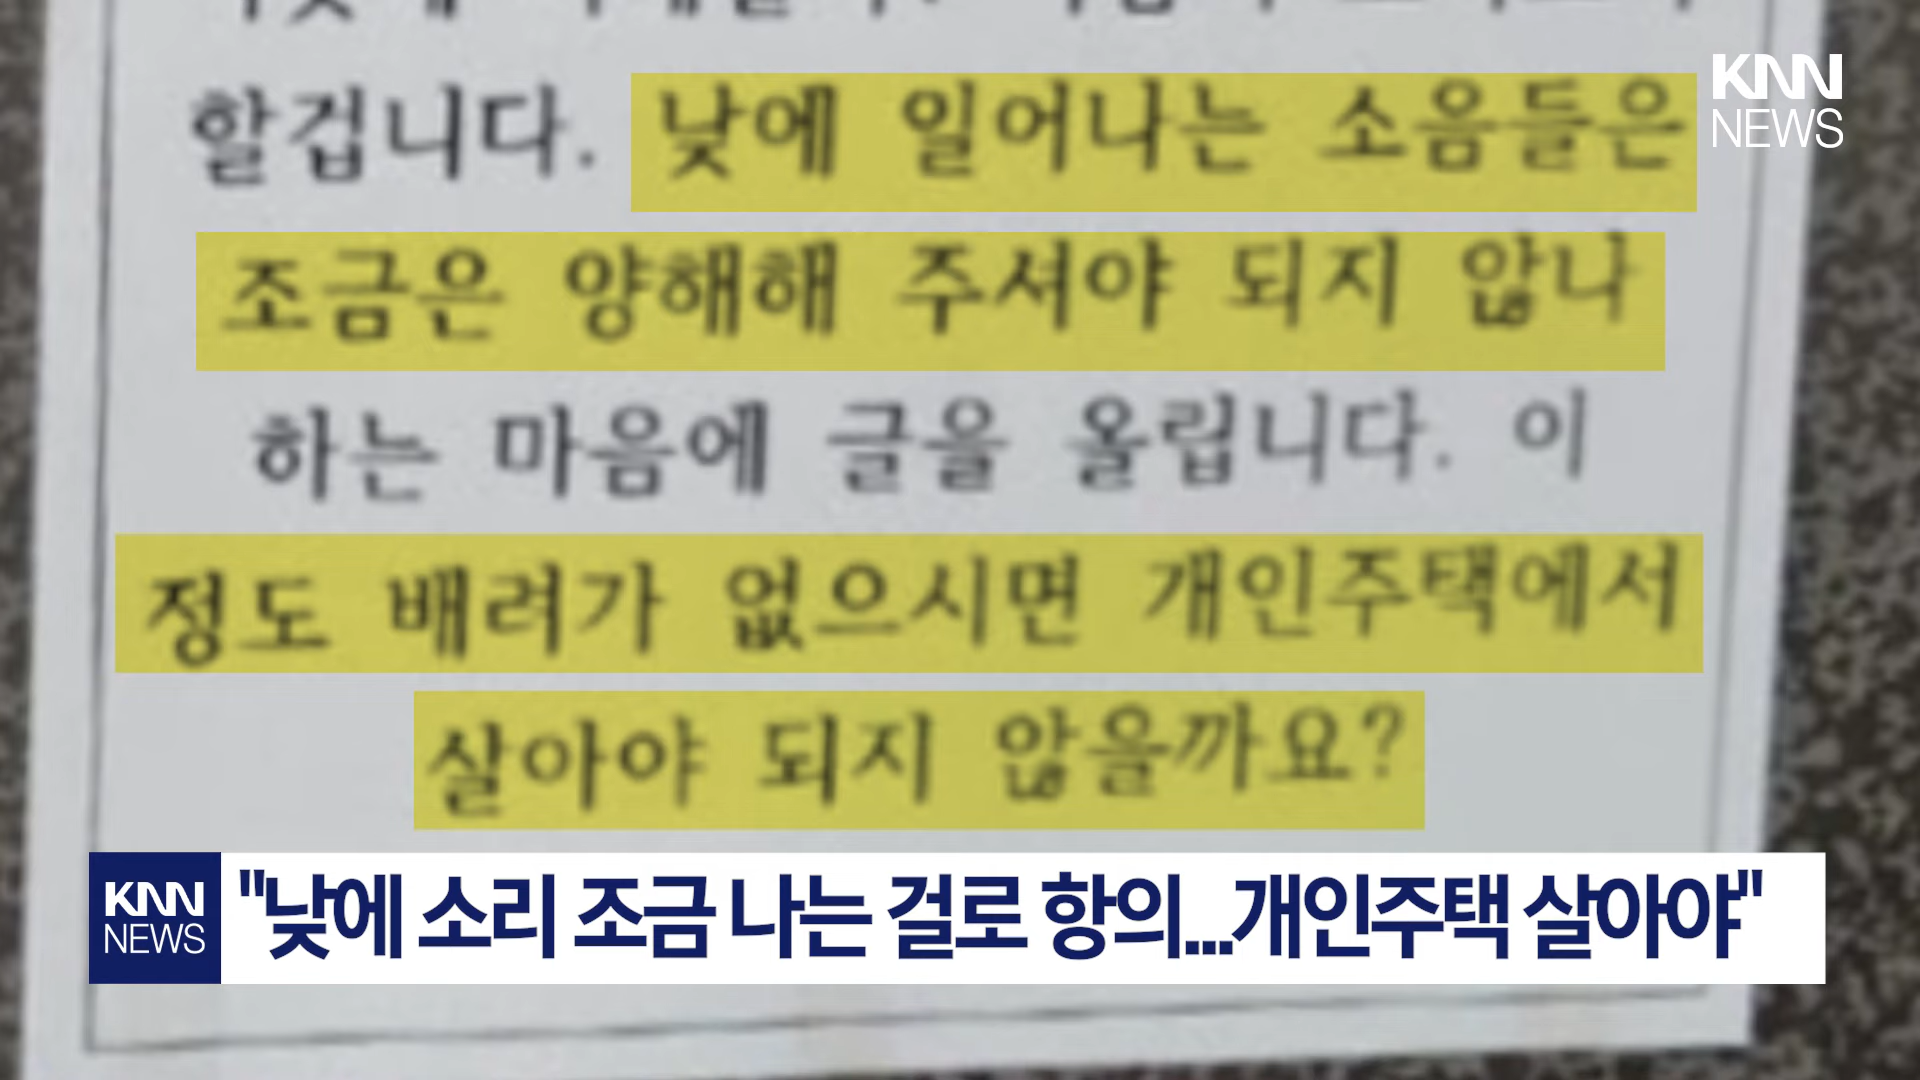 할겁니다. 낮에 일어나는 소음들은
조금은 양해해 주셔야 되지 않나
하는 마음에 글을 올립니다. 이
정도 배려가 없으시면 개인주택에서
살아야 되지 않을까요?
KNN
NEWS
KNN
NEWS
"낮에 소리 조금 나는 걸로 항의...개인주택 살아야"